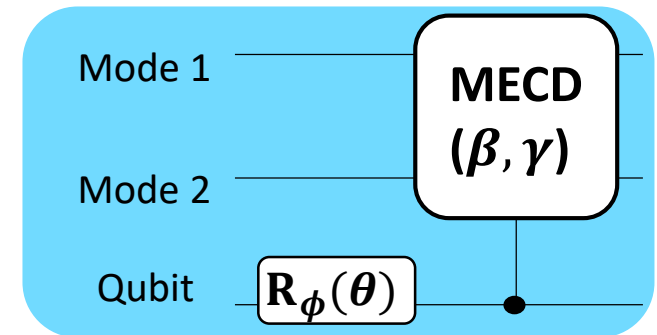 Mode 1
MECD
(β, γ)
Mode 2
Qubit
R_ϕ(θ)